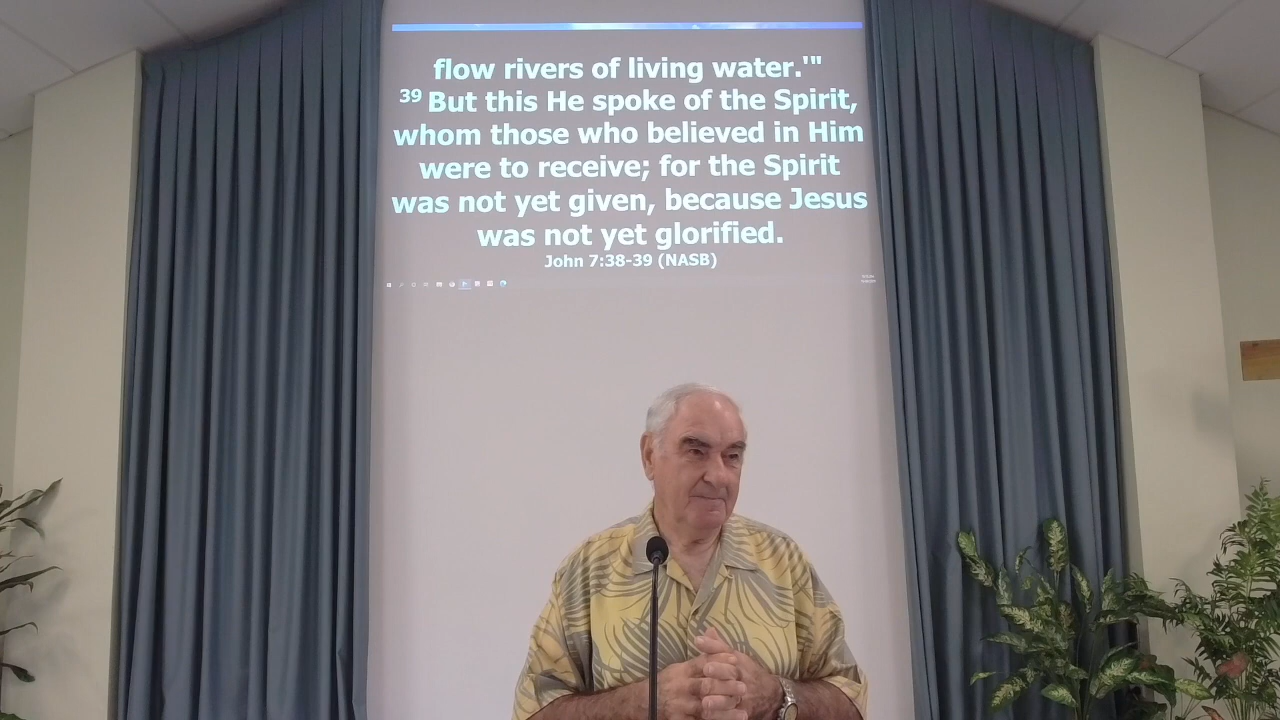 flow rivers of living water.'"
39 But this He spoke of the Spirit,
whom those who believed in Him
were to receive; for the Spirit
was not yet given, because Jesus
was not yet glorified.
John 7:38-39 (NASB)